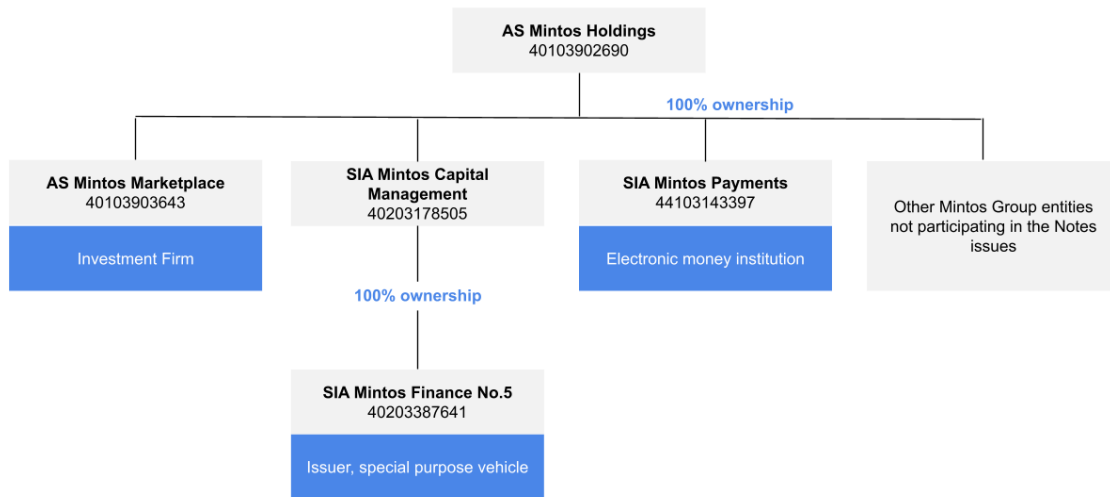 AS Mintos Holdings
40103902690
100% ownership
AS Mintos Marketplace
40103903643
Investment Firm
SIA Mintos Capital
Management
40203178505
SIA Mintos Payments
44103143397
Electronic money institution
Other Mintos Group entities
not participating in the Notes
issues
100% ownership
SIA Mintos Finance No.5
40203387641
Issuer, special purpose vehicle